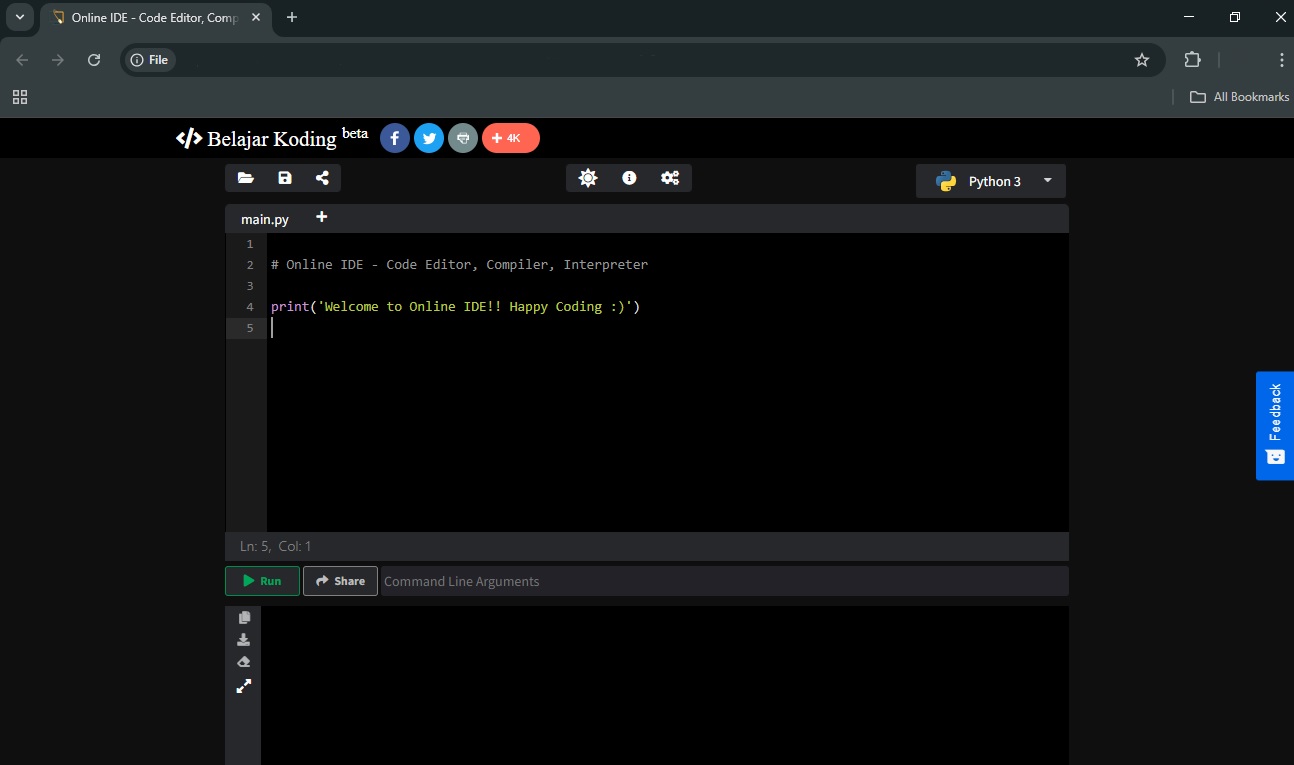 Online IDE - Code Editor, Comp
File
All Bookmarks
</> Belajar Koding beta
f
+ 4K
Python 3
main.py +
1
2 # Online IDE - Code Editor, Compiler, Interpreter
3
4 print('Welcome to Online IDE!! Happy Coding :)')
5
Feedback
Ln: 5, Col: 1
Run
Share
Command Line Arguments